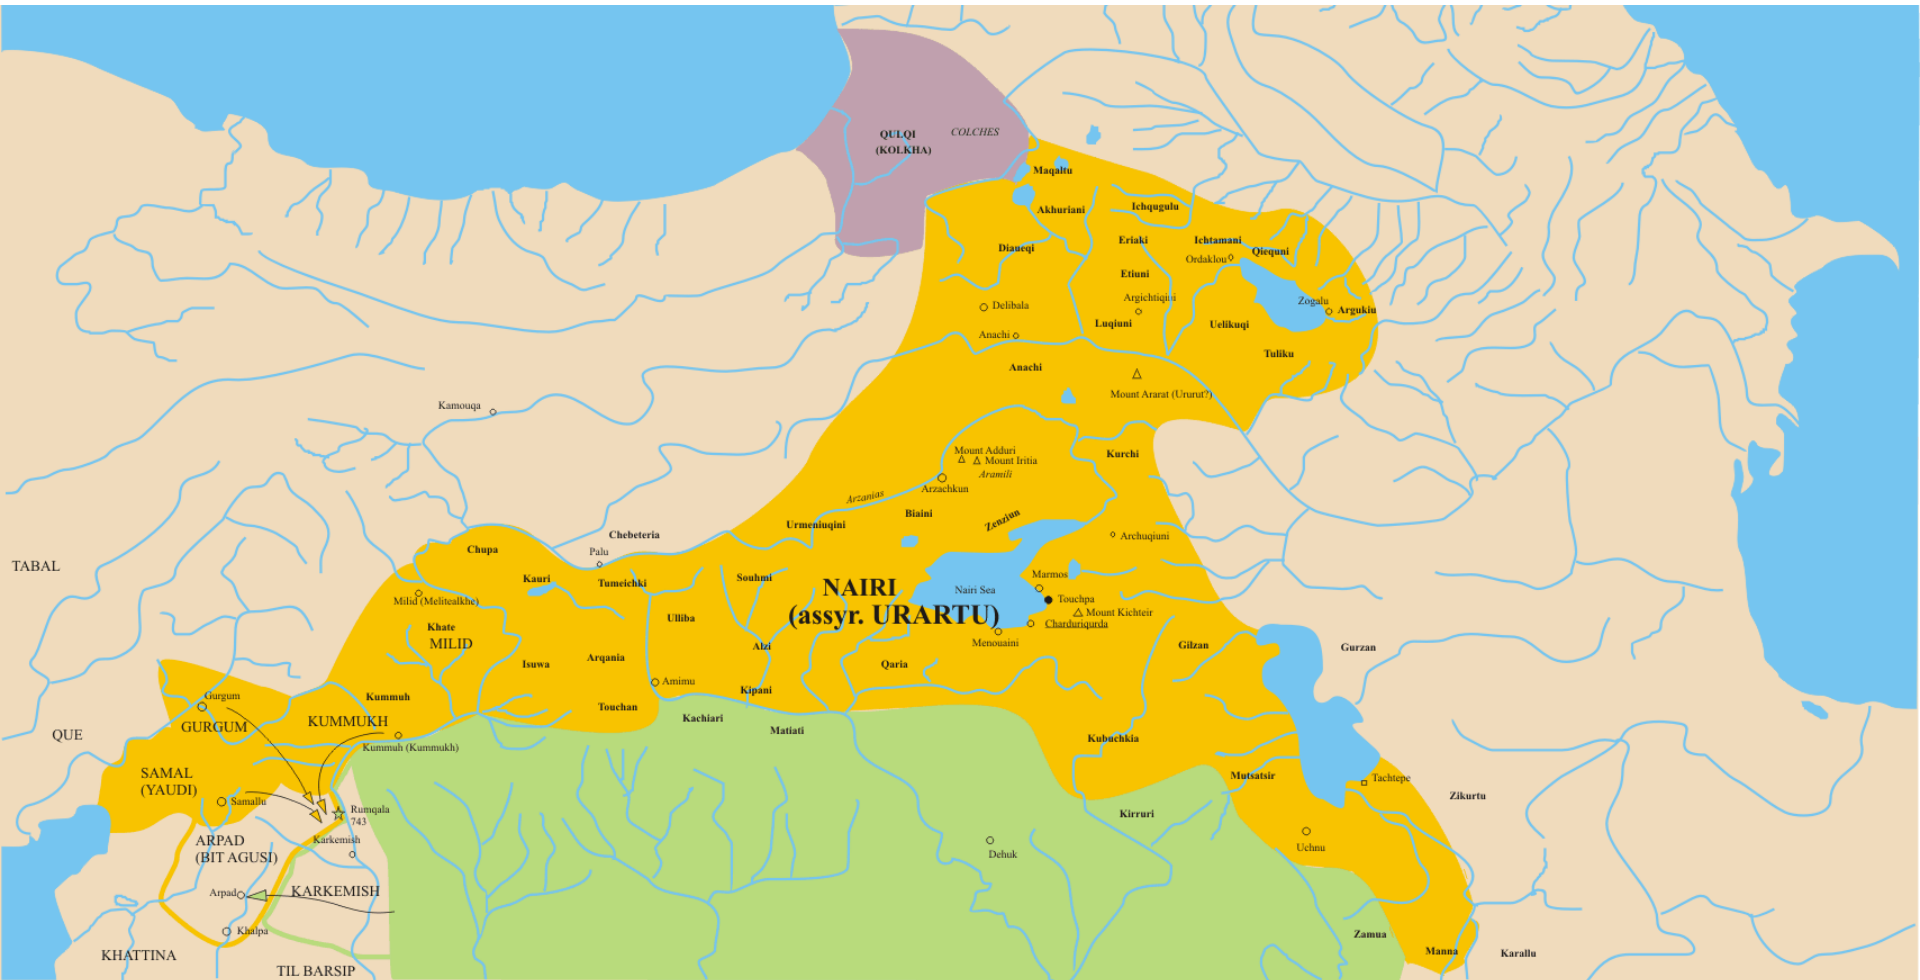 QULQI
(KOLKHA)
COLCHES
Maqaltu
Akhuriani
Ichqugulu
Diaueqi
Eriaki
Ichtamani
Qiequni
Ordaklou
Etiuni
Delibala
Argichtiqini
Zogalu
Argukiu
Luqiuni
Uelikuqi
Anachi
Tuliku
Anachi
Mount Ararat (Ururut?)
Kamouqa
Mount Adduri
Mount Iritia
Aramili
Kurchi
Arzachkun
Arzanias
Biaini
Zenziun
Urmeniuqini
Chebeteria
Archuqiuni
Chupa
Palu
TABAL
Kauri
Tumeichki
Souhmi
NAIRI
(assyr. URARTU)
Nairi Sea
Marmos
Touchpa
Mount Kichteir
Charduriqurda
Menouaini
Milid (Melitealkhe)
Khate
MILID
Ulliba
Alzi
Isuwa
Arqania
Qaria
Gilzan
Gurzan
Amimu
Kipani
Gurgum
Kummuh
Touchan
GURGUM
KUMMUKH
Kachiari
Matiati
QUE
Kummuh (Kummukh)
Kubuchkia
SAMAL
(YAUDI)
Mutsatsir
Tachtepe
Zikurtu
Samallu
Rumqala
743
Kirruri
Karkemish
ARPAD
(BIT AGUSI)
Dehuk
Uchnu
Arpad
KARKEMISH
Khalpa
Zamua
KHATTINA
Manna
Karallu
TIL BARSIP